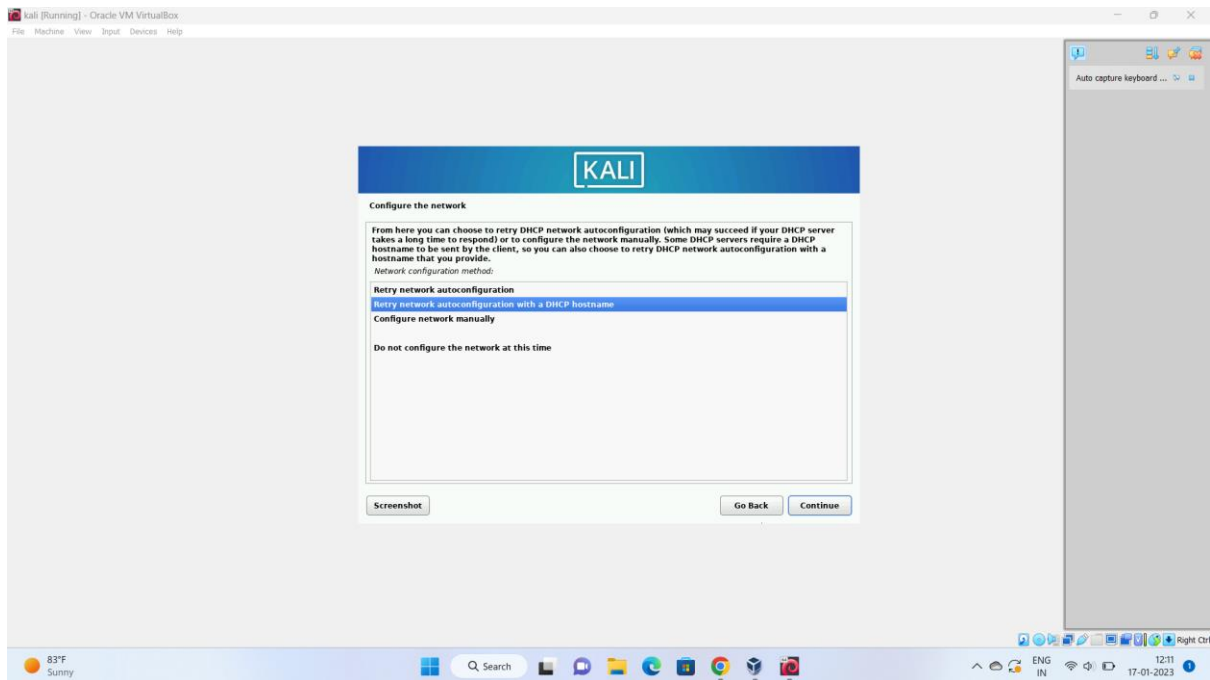 kali [Running] - Oracle VM VirtualBox
File Machine View Input Devices Help
Auto capture keyboard ...
KALI
Configure the network
From here you can choose to retry DHCP network autoconfiguration (which may succeed if your DHCP server
takes a long time to respond) or to configure the network manually. Some DHCP servers require a DHCP
hostname to be sent by the client, so you can also choose to retry DHCP network autoconfiguration with a
hostname that you provide.
Network configuration method:
Retry network autoconfiguration
Retry network autoconfiguration with a DHCP hostname
Configure network manually
Do not configure the network at this time
Screenshot
Go Back
Continue
Right Ctrl
83°F
Sunny
Search
ENG
IN
12:11
17-01-2023
1